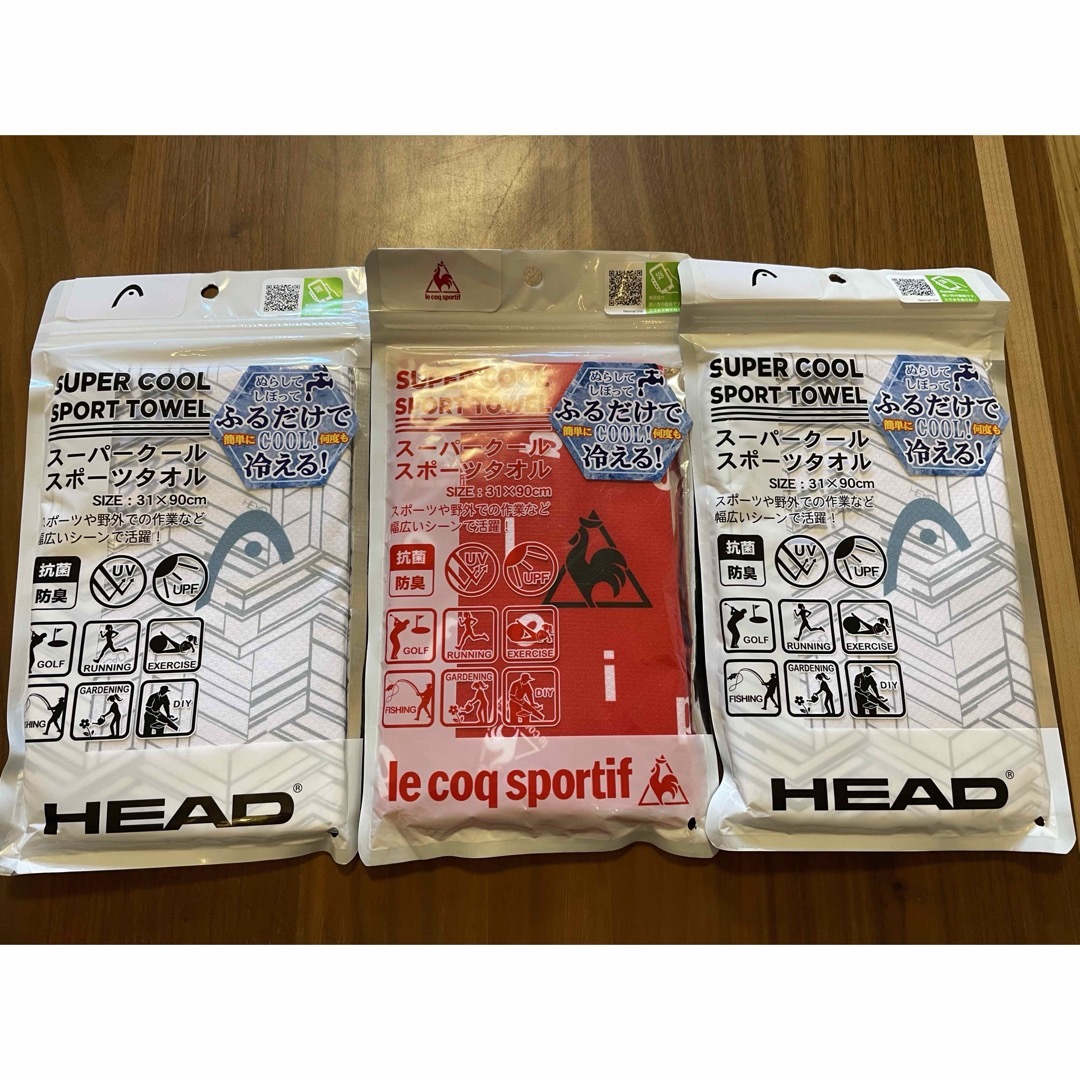 SUPER COOL
SPORT TOWEL
スーパークール
スポーツタオル
SIZE : 31×90cm
スポーツや野外での作業など
幅広いシーンで活躍！
ぬらして
しぼって
ふるだけで
簡単に COOL! 何度も
冷える！
抗菌
防臭
UV
UPF
GOLF
RUNNING
EXERCISE
FISHING
GARDENING
DIY
HEAD®
le coq sportif
SUPER COOL
SPORT TOWEL
スーパークール
スポーツタオル
SIZE : 31×90cm
スポーツや野外での作業など
幅広いシーンで活躍！
ぬらして
しぼって
ふるだけで
簡単に COOL! 何度も
冷える！
抗菌
防臭
UV
UPF
GOLF
RUNNING
EXERCISE
FISHING
GARDENING
DIY
i
le coq sportif
SUPER COOL
SPORT TOWEL
スーパークール
スポーツタオル
SIZE : 31×90cm
スポーツや野外での作業など
幅広いシーンで活躍！
ぬらして
しぼって
ふるだけで
簡単に COOL! 何度も
冷える！
抗菌
防臭
UV
UPF
GOLF
RUNNING
EXERCISE
FISHING
GARDENING
DIY
HEAD®